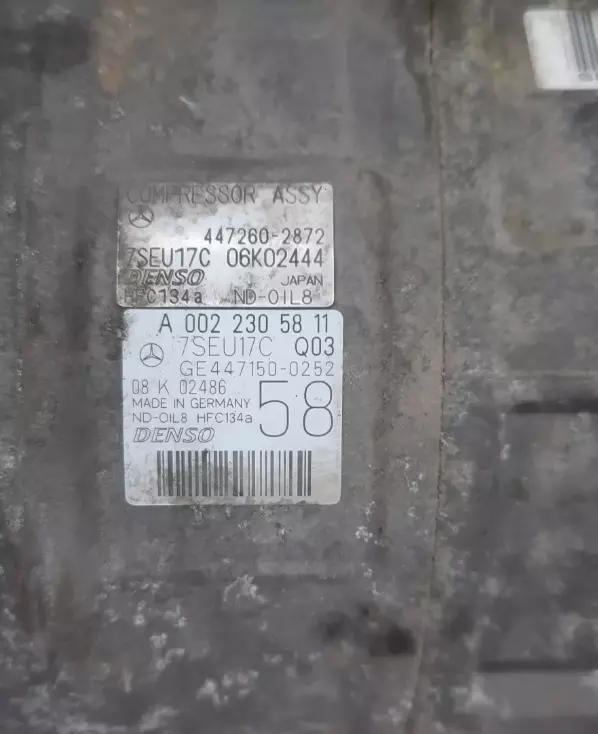 COMPRESSOR ASSY
447260-2872
7SEU17C 06K02444
DENSO JAPAN
HFC134a ND-OIL8
A 002 230 58 11
7SEU17C Q03
GE447150-0252
08 K 02486
MADE IN GERMANY
ND-OIL8 HFC134a
58
DENSO